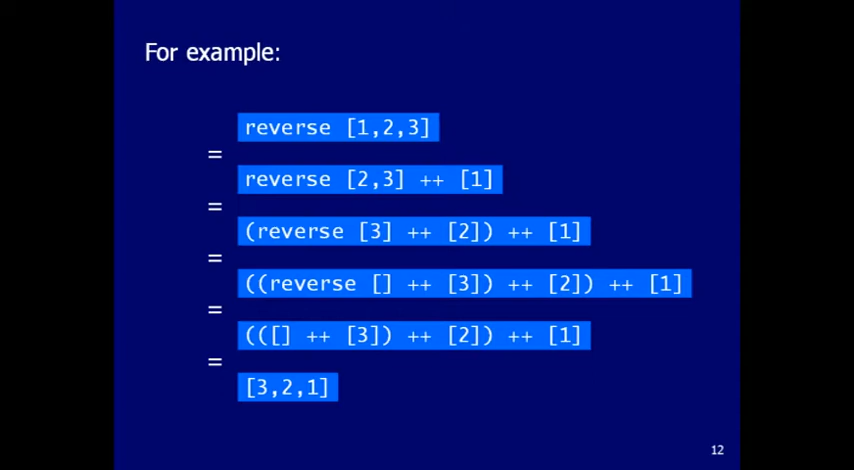 For example:
reverse [1,2,3]
=
reverse [2,3] ++ [1]
=
(reverse [3] ++ [2]) ++ [1]
=
((reverse [] ++ [3]) ++ [2]) ++ [1]
=
(([] ++ [3]) ++ [2]) ++ [1]
=
[3,2,1]
12